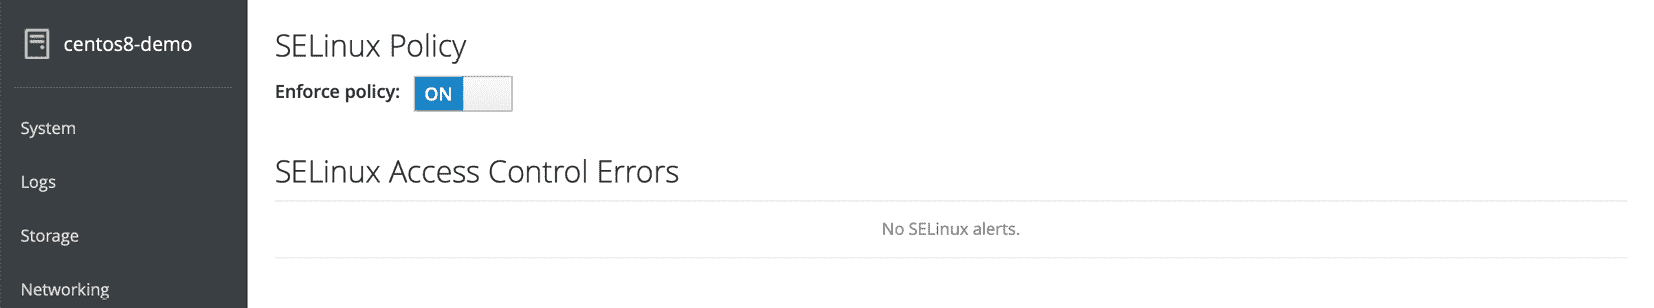 centos8-demo
System
Logs
Storage
Networking
SELinux Policy
Enforce policy: ON
SELinux Access Control Errors
No SELinux alerts.